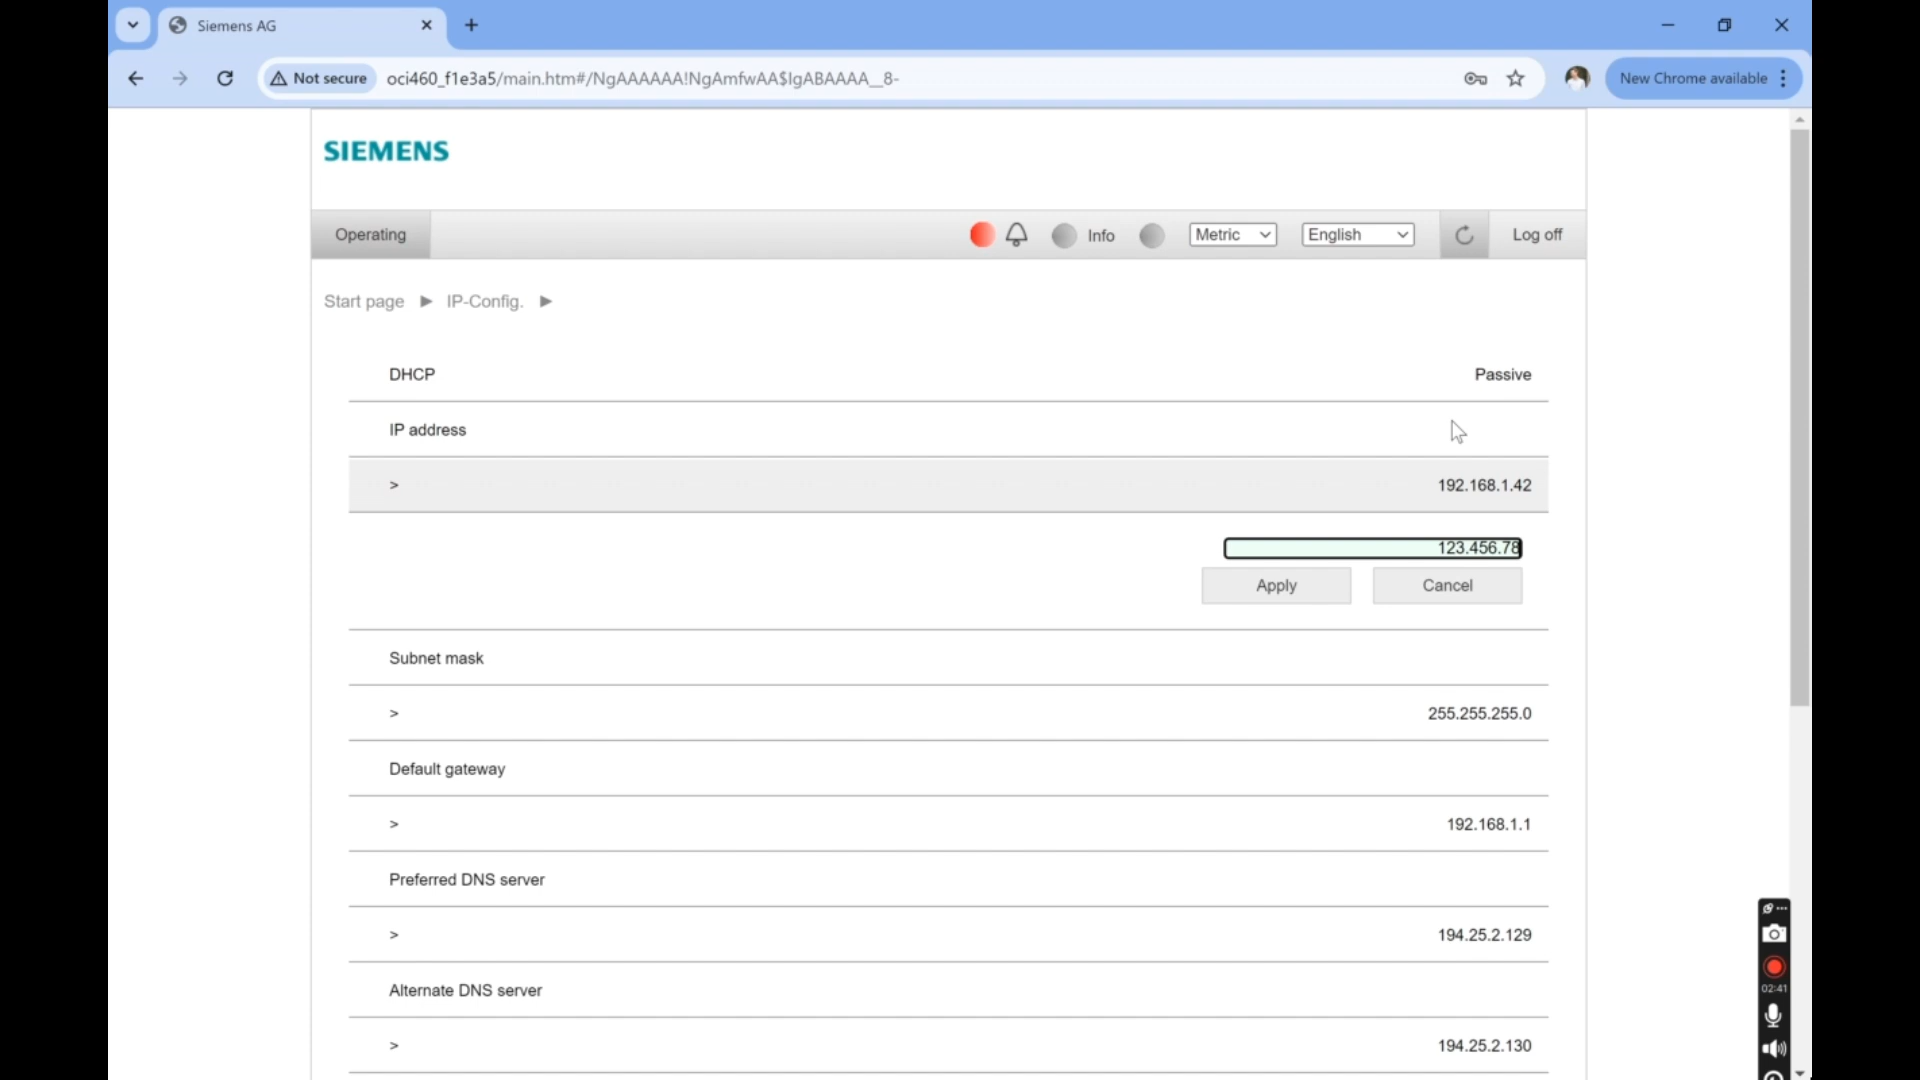 Siemens AG
Not secure oci460_f1e3a5/main.htm#/NgAAAAAA!NgAmfwAA$IgABAAAA__8- New Chrome available
SIEMENS
Operating Info Metric English Log off
Start page ▶ IP-Config. ▶
DHCP Passive
IP address
> 192.168.1.42
123.456.78
Apply Cancel
Subnet mask
> 255.255.255.0
Default gateway
> 192.168.1.1
Preferred DNS server
> 194.25.2.129
Alternate DNS server
> 194.25.2.130
02:41